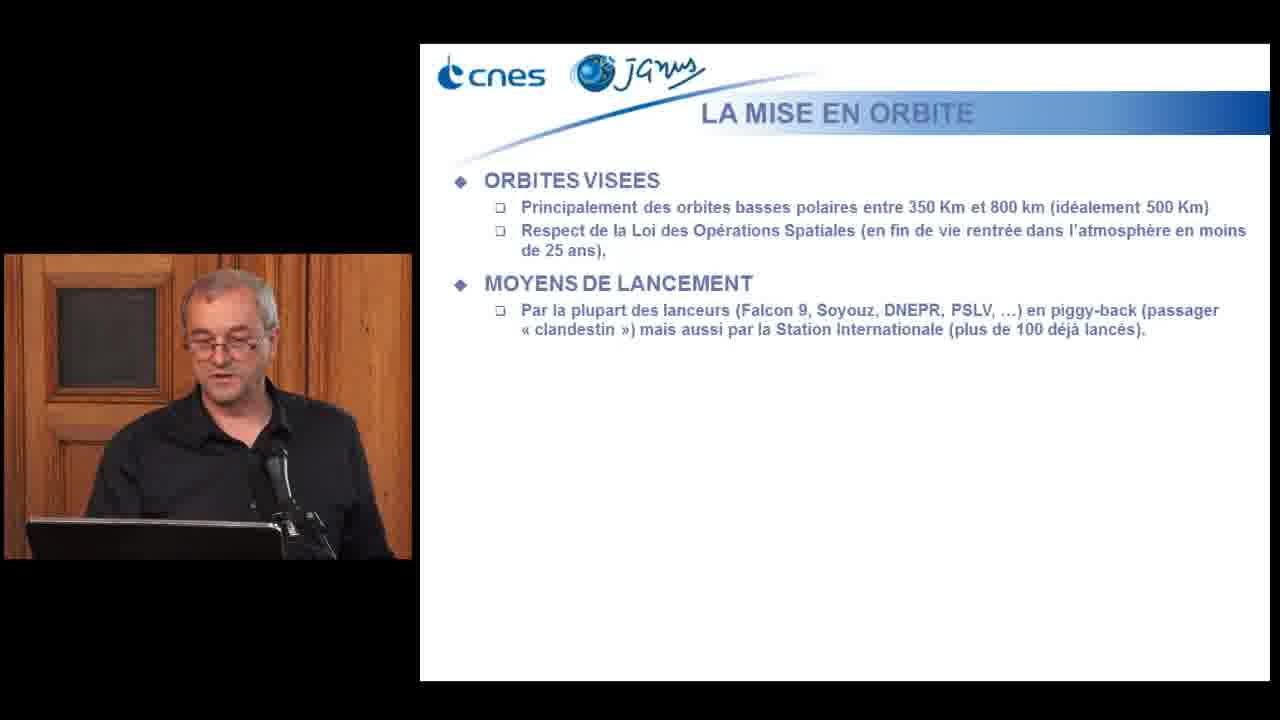 cnes janus
LA MISE EN ORBITE
ORBITES VISEES
Principalement des orbites basses polaires entre 350 Km et 800 km (idéalement 500 Km)
Respect de la Loi des Opérations Spatiales (en fin de vie rentrée dans l'atmosphère en moins
de 25 ans),
MOYENS DE LANCEMENT
Par la plupart des lanceurs (Falcon 9, Soyouz, DNEPR, PSLV, …) en piggy-back (passager
« clandestin ») mais aussi par la Station Internationale (plus de 100 déjà lancés).